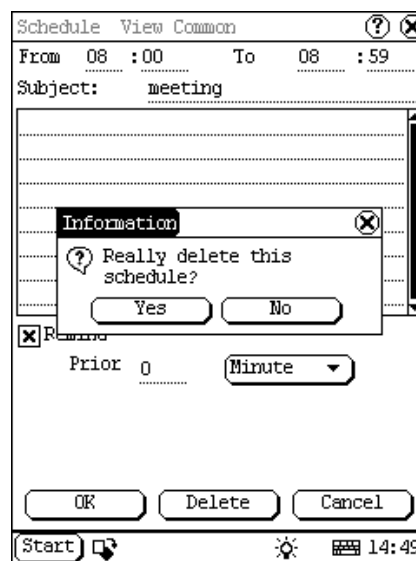 Schedule View Common
From 08 :00 To 08 :59
Subject: meeting
Information
Really delete this
schedule?
Yes No
Remind
Prior 0 Minute
OK Delete Cancel
Start 14:49